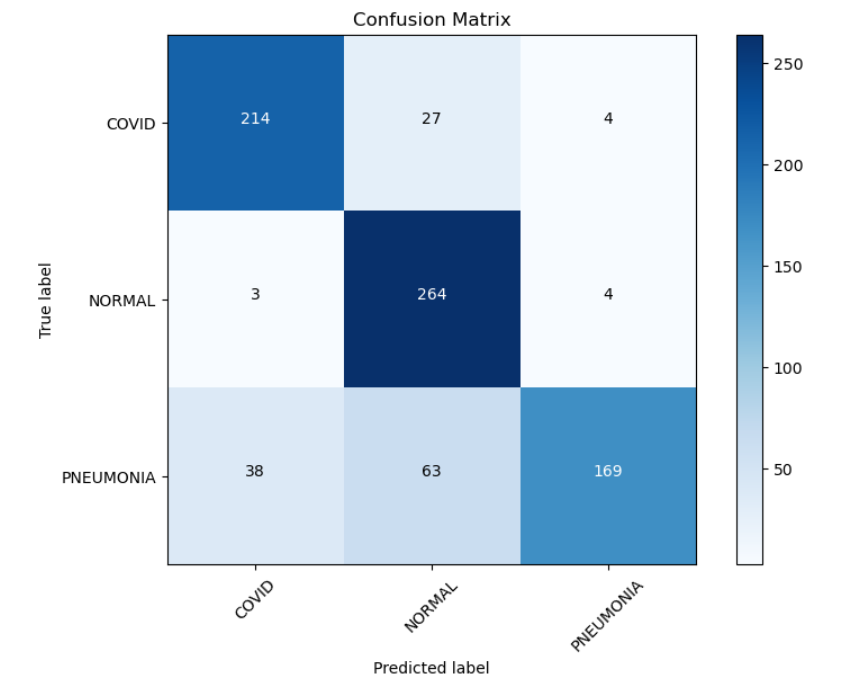 Confusion Matrix
COVID 214 27 4
NORMAL 3 264 4
PNEUMONIA 38 63 169
True label
COVID NORMAL PNEUMONIA
Predicted label
250
200
150
100
50